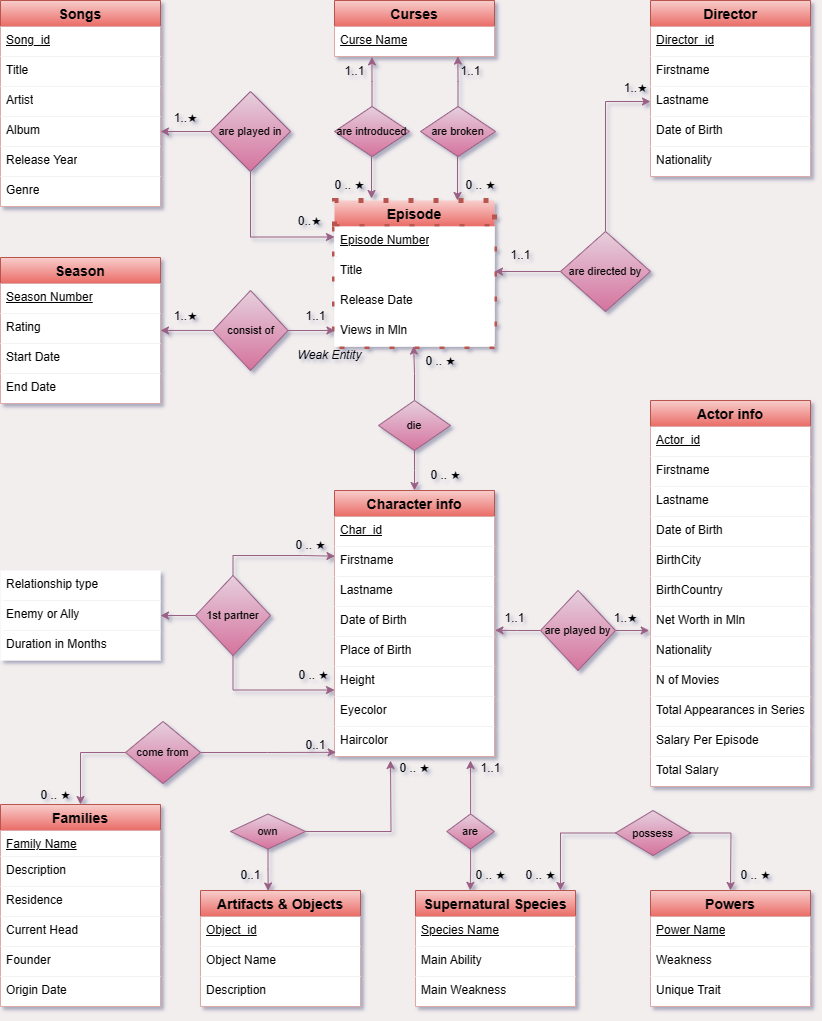 Songs
Song_id
Title
Artist
Album
Release Year
Genre
Curses
Curse Name
Director
Director_id
Firstname
Lastname
Date of Birth
Nationality
1..1
1..1
1..★
are played in
1..★
are introduced
are broken
0 .. ★
0 .. ★
0..★
Episode
Episode Number
Title
Release Date
Views in Mln
Weak Entity
1..1
are directed by
Season
Season Number
Rating
Start Date
End Date
1..★
consist of
1..1
0 .. ★
die
0 .. ★
Character info
Char_id
Firstname
Lastname
Date of Birth
Place of Birth
Height
Eyecolor
Haircolor
Actor info
Actor_id
Firstname
Lastname
Date of Birth
BirthCity
BirthCountry
Net Worth in Mln
Nationality
N of Movies
Total Appearances in Series
Salary Per Episode
Total Salary
0 .. ★
1st partner
0 .. ★
Relationship type
Enemy or Ally
Duration in Months
1..1
are played by
1..★
come from
0..1
0 .. ★
0 .. ★
1..1
Families
Family Name
Description
Residence
Current Head
Founder
Origin Date
own
0..1
are
0 .. ★
possess
0 .. ★
0 .. ★
Artifacts & Objects
Object_id
Object Name
Description
Supernatural Species
Species Name
Main Ability
Main Weakness
Powers
Power Name
Weakness
Unique Trait